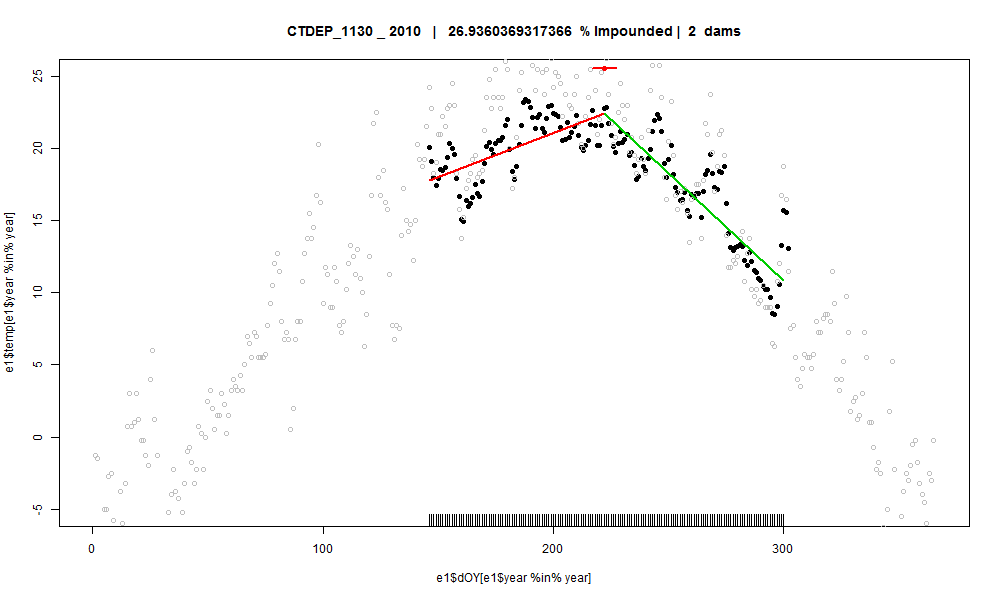 CTDEP_1130 _ 2010 | 26.9360369317366 % Impounded | 2 dams
e1$temp[e1$year %in% year]
25
20
15
10
5
0
-5
0 100 200 300
e1$dOY[e1$year %in% year]